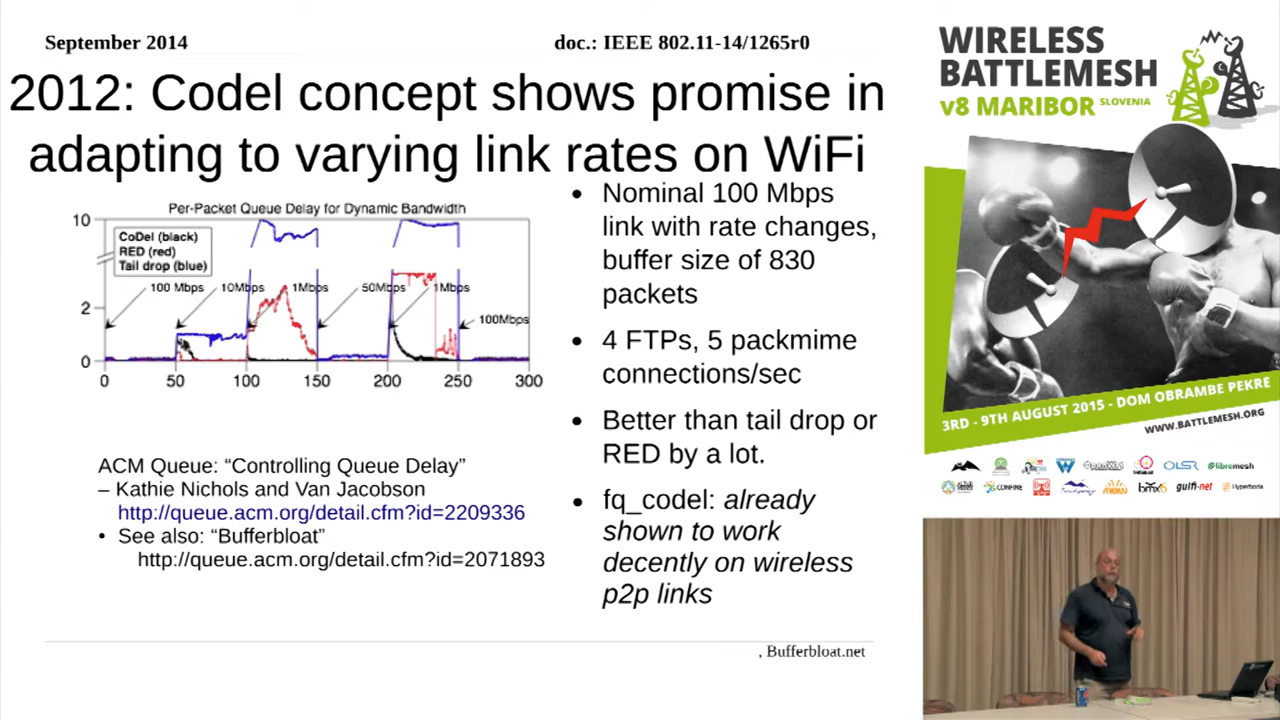 September 2014
doc.: IEEE 802.11-14/1265r0
2012: Codel concept shows promise in
adapting to varying link rates on WiFi
Per-Packet Queue Delay for Dynamic Bandwidth
10
CoDel (black)
RED (red)
Tail drop (blue)
100 Mbps
10Mbps
1Mbps
50Mbps
1Mbps
2
100Mbps
0
0
50
100
150
200
250
300
ACM Queue: “Controlling Queue Delay”
– Kathie Nichols and Van Jacobson
http://queue.acm.org/detail.cfm?id=2209336
• See also: “Bufferbloat”
http://queue.acm.org/detail.cfm?id=2071893
• Nominal 100 Mbps
link with rate changes,
buffer size of 830
packets
• 4 FTPs, 5 packmime
connections/sec
• Better than tail drop or
RED by a lot.
• fq_codel: already
shown to work
decently on wireless
p2p links
, Bufferbloat.net
WIRELESS
BATTLEMESH
v8 MARIBOR SLOVENIA
3RD - 9TH AUGUST 2015 - DOM OBRAMBE PEKRE
WWW.BATTLEMESH.ORG
OLSR
libremesh
CONFINE
bmx6
guifi·net
Hyperboria